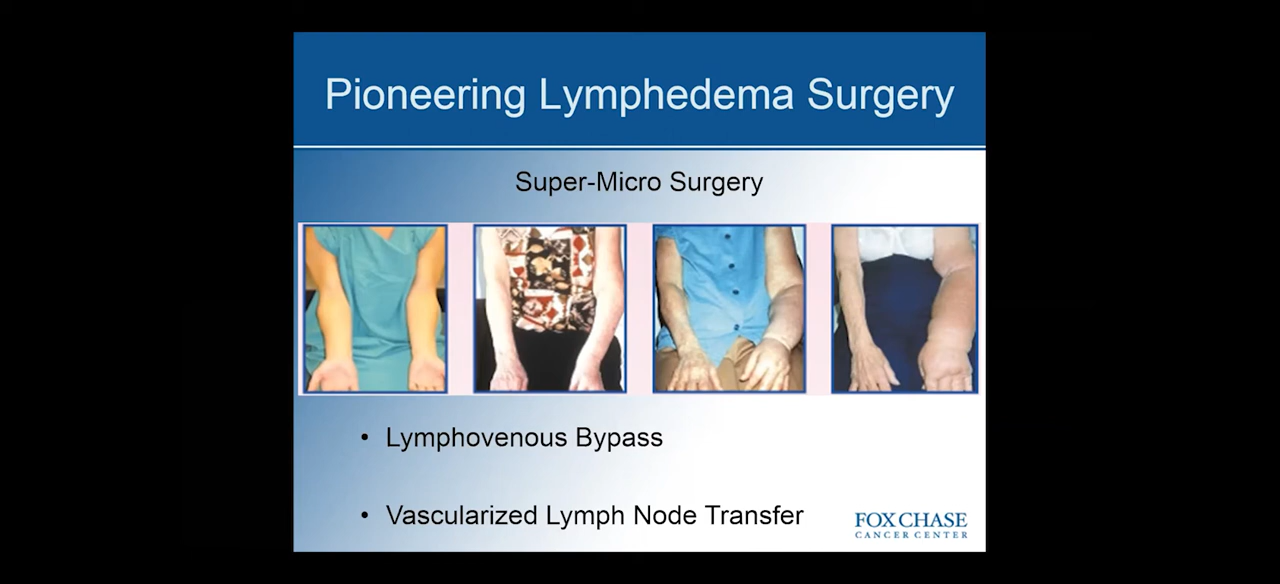 Pioneering Lymphedema Surgery
Super-Micro Surgery
• Lymphovenous Bypass
• Vascularized Lymph Node Transfer
FOX CHASE
CANCER CENTER